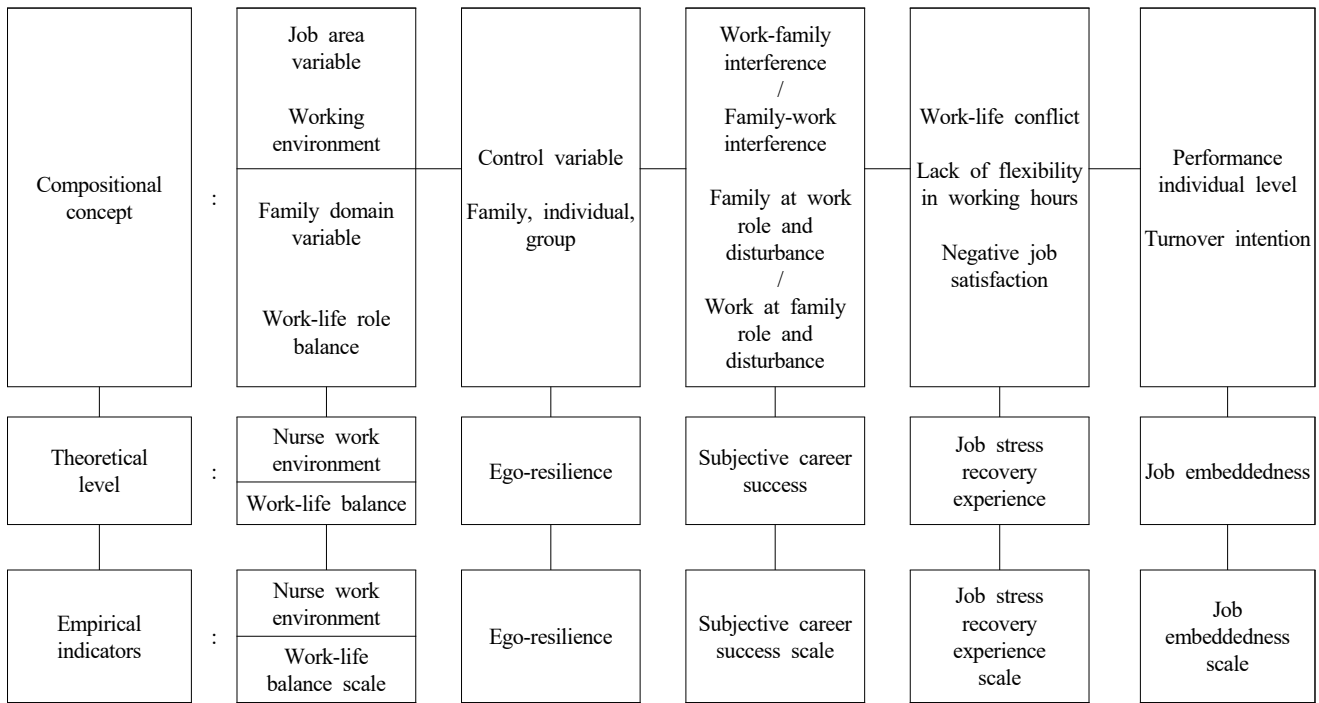 Compositional
concept
:
Job area
variable
Working
environment
Family domain
variable
Work-life role
balance
Control variable
Family, individual,
group
Work-family
interference
/
Family-work
interference
Family at work
role and
disturbance
/
Work at family
role and
disturbance
Work-life conflict
Lack of flexibility
in working hours
Negative job
satisfaction
Performance
individual level
Turnover intention
Theoretical
level
:
Nurse work
environment
Work-life balance
Ego-resilience
Subjective career
success
Job stress
recovery
experience
Job embeddedness
Empirical
indicators
:
Nurse work
environment
Work-life
balance scale
Ego-resilience
Subjective career
success scale
Job stress
recovery
experience
scale
Job
embeddedness
scale